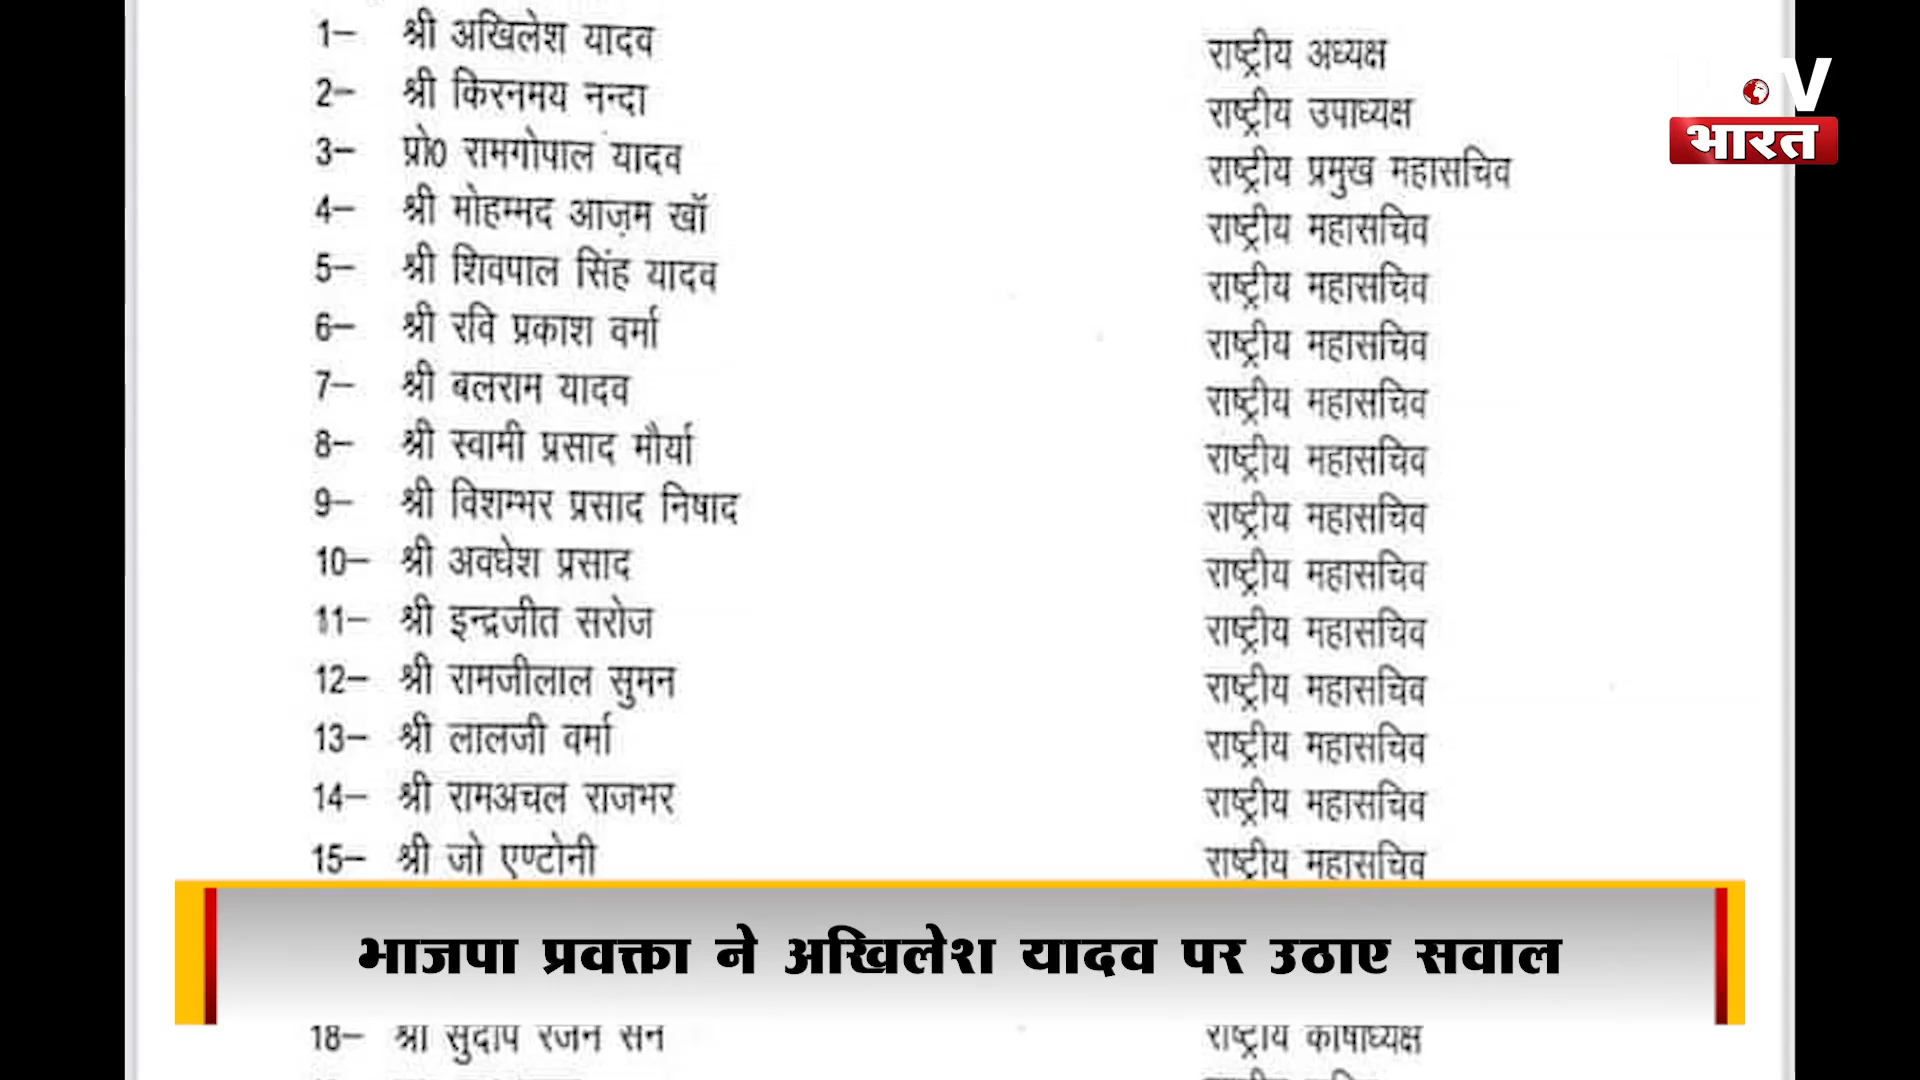 1– श्री अखिलेश यादव राष्ट्रीय अध्यक्ष
2– श्री किरनमय नन्दा राष्ट्रीय उपाध्यक्ष
3– प्रो0 रामगोपाल यादव राष्ट्रीय प्रमुख महासचिव
4– श्री मोहम्मद आज़म खॉ राष्ट्रीय महासचिव
5– श्री शिवपाल सिंह यादव राष्ट्रीय महासचिव
6– श्री रवि प्रकाश वर्मा राष्ट्रीय महासचिव
7– श्री बलराम यादव राष्ट्रीय महासचिव
8– श्री स्वामी प्रसाद मौर्या राष्ट्रीय महासचिव
9– श्री विशम्भर प्रसाद निषाद राष्ट्रीय महासचिव
10– श्री अवधेश प्रसाद राष्ट्रीय महासचिव
11– श्री इन्द्रजीत सरोज राष्ट्रीय महासचिव
12– श्री रामजीलाल सुमन राष्ट्रीय महासचिव
13– श्री लालजी वर्मा राष्ट्रीय महासचिव
14– श्री रामअचल राजभर राष्ट्रीय महासचिव
15– श्री जो एण्टोनी राष्ट्रीय महासचिव
भारत
भाजपा प्रवक्ता ने अखिलेश यादव पर उठाए सवाल
18– श्री सुदीप रंजन सेन राष्ट्रीय कोषाध्यक्ष